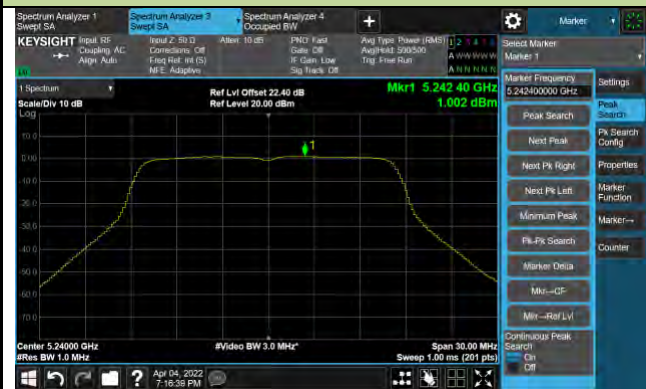 Spectrum Analyzer 1
Swept SA
Spectrum Analyzer 3
Swept SA
Spectrum Analyzer 4
Occupied BW
+
Marker
KEYSIGHT
Input: RF
Coupling: AC
Align: Auto
Input Z: 50 Ω
Corrections: Off
Freq Ref: Int (S)
NFE: Adaptive
Atten: 10 dB
PNO: Fast
Gate: Off
IF Gain: Low
Sig Track: Off
Avg Type: Power (RMS)
Avg|Hold: 500/500
Trig: Free Run
1 2 3 4 5 6
A W W W W W
A N N N N N
Select Marker
Marker 1
1 Spectrum
Scale/Div 10 dB
Log
Ref Lvl Offset 22.40 dB
Ref Level 20.00 dBm
Mkr1 5.242 40 GHz
1.002 dBm
10.0
0.00
-10.0
-20.0
-30.0
-40.0
-50.0
-60.0
-70.0
1
Center 5.24000 GHz
#Res BW 1.0 MHz
#Video BW 3.0 MHz*
Span 30.00 MHz
Sweep 1.00 ms (201 pts)
Marker Frequency
5.242400000 GHz
Peak Search
Next Peak
Next Pk Right
Next Pk Left
Minimum Peak
Pk-Pk Search
Marker Delta
Mkr→CF
Mkr→Ref Lvl
Continuous Peak
Search
On
Off
Settings
Peak
Search
Pk Search
Config
Properties
Marker
Function
Marker→
Counter
?
Apr 04, 2022
7:16:38 PM